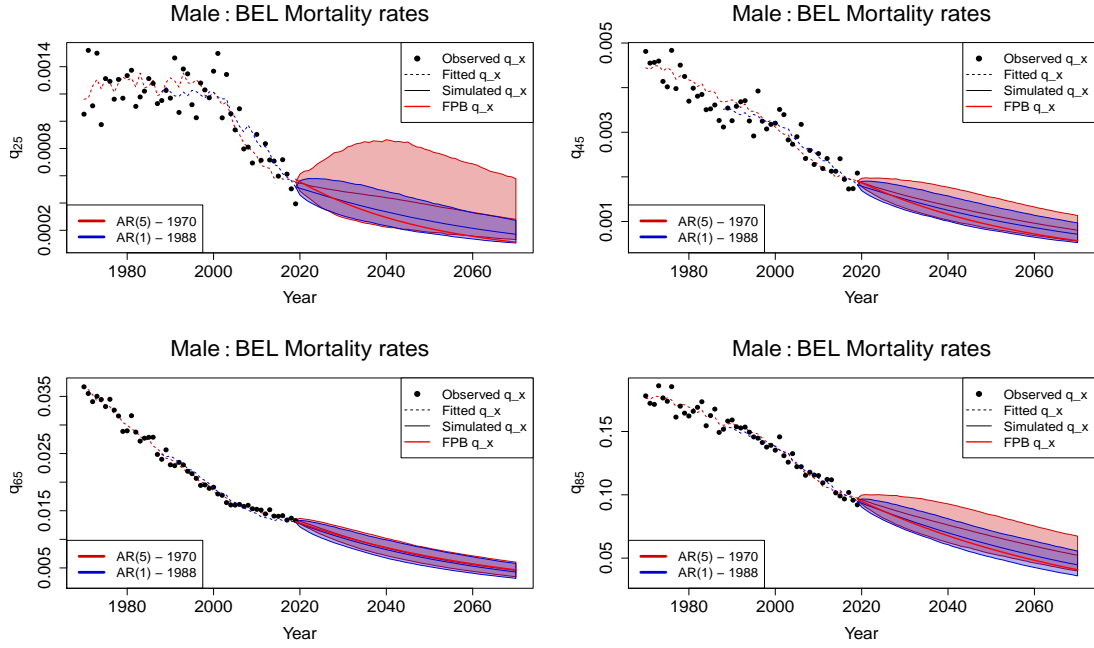 Male : BEL Mortality rates
q25
0.0014
0.0008
0.0002
Observed q_x
Fitted q_x
Simulated q_x
FPB q_x
AR(5) − 1970
AR(1) − 1988
1980 2000 2020 2040 2060
Year
Male : BEL Mortality rates
q45
0.005
0.003
0.001
Observed q_x
Fitted q_x
Simulated q_x
FPB q_x
AR(5) − 1970
AR(1) − 1988
1980 2000 2020 2040 2060
Year
Male : BEL Mortality rates
q65
0.035
0.025
0.015
0.005
Observed q_x
Fitted q_x
Simulated q_x
FPB q_x
AR(5) − 1970
AR(1) − 1988
1980 2000 2020 2040 2060
Year
Male : BEL Mortality rates
q85
0.15
0.10
0.05
Observed q_x
Fitted q_x
Simulated q_x
FPB q_x
AR(5) − 1970
AR(1) − 1988
1980 2000 2020 2040 2060
Year